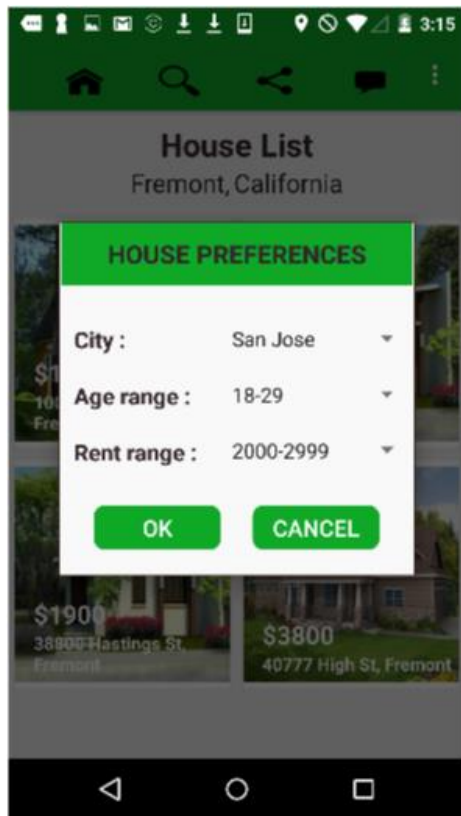 3:15
House List
Fremont, California
HOUSE PREFERENCES
City :
San Jose
Age range :
18-29
Rent range :
2000-2999
OK
CANCEL
$1900
38800 Hastings St,
Fremont
$3800
40777 High St, Fremont